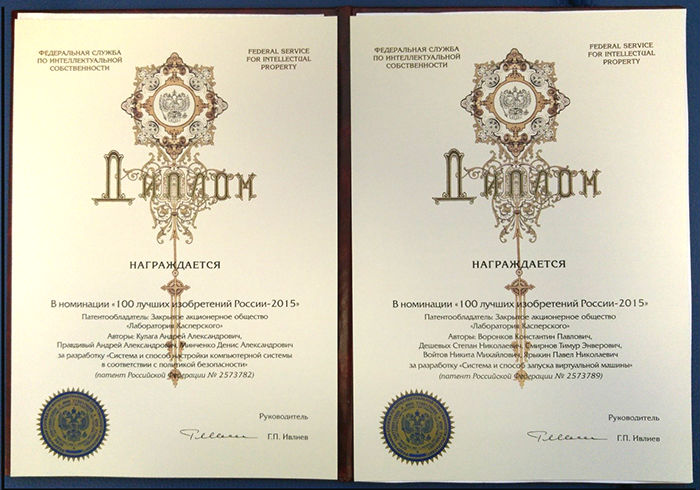 ФЕДЕРАЛЬНАЯ СЛУЖБА
ПО ИНТЕЛЛЕКТУАЛЬНОЙ
СОБСТВЕННОСТИ
FEDERAL SERVICE
FOR INTELLECTUAL
PROPERTY
ДИПЛОМ
НАГРАЖДАЕТСЯ
В номинации «100 лучших изобретений России-2015»
Патентообладатель: Закрытое акционерное общество
«Лаборатория Касперского»
Авторы: Кулага Андрей Александрович,
Правдивый Андрей Александрович, Минченко Денис Александрович
за разработку «Система и способ настройки компьютерной системы
в соответствии с политикой безопасности»
(патент Российской Федерации № 2573782)
Руководитель
Г.П. Ивлиев
ФЕДЕРАЛЬНАЯ СЛУЖБА
ПО ИНТЕЛЛЕКТУАЛЬНОЙ
СОБСТВЕННОСТИ
FEDERAL SERVICE
FOR INTELLECTUAL
PROPERTY
ДИПЛОМ
НАГРАЖДАЕТСЯ
В номинации «100 лучших изобретений России-2015»
Патентообладатель: Закрытое акционерное общество
«Лаборатория Касперского»
Авторы: Воронков Константин Павлович,
Дешевых Степан Николаевич, Смирнов Тимур Энверович,
Войтов Никита Михайлович, Ярыкин Павел Николаевич
за разработку «Система и способ запуска виртуальной машины»
(патент Российской Федерации № 2573789)
Руководитель
Г.П. Ивлиев